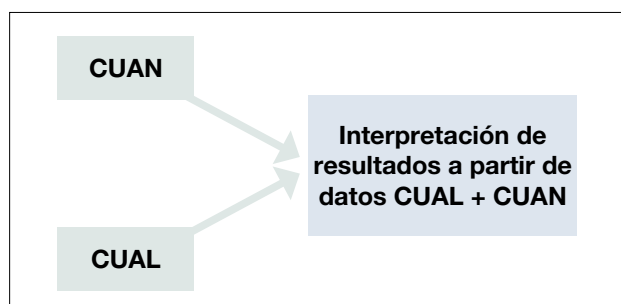 CUAN
Interpretación de
resultados a partir de
datos CUAL + CUAN
CUAL